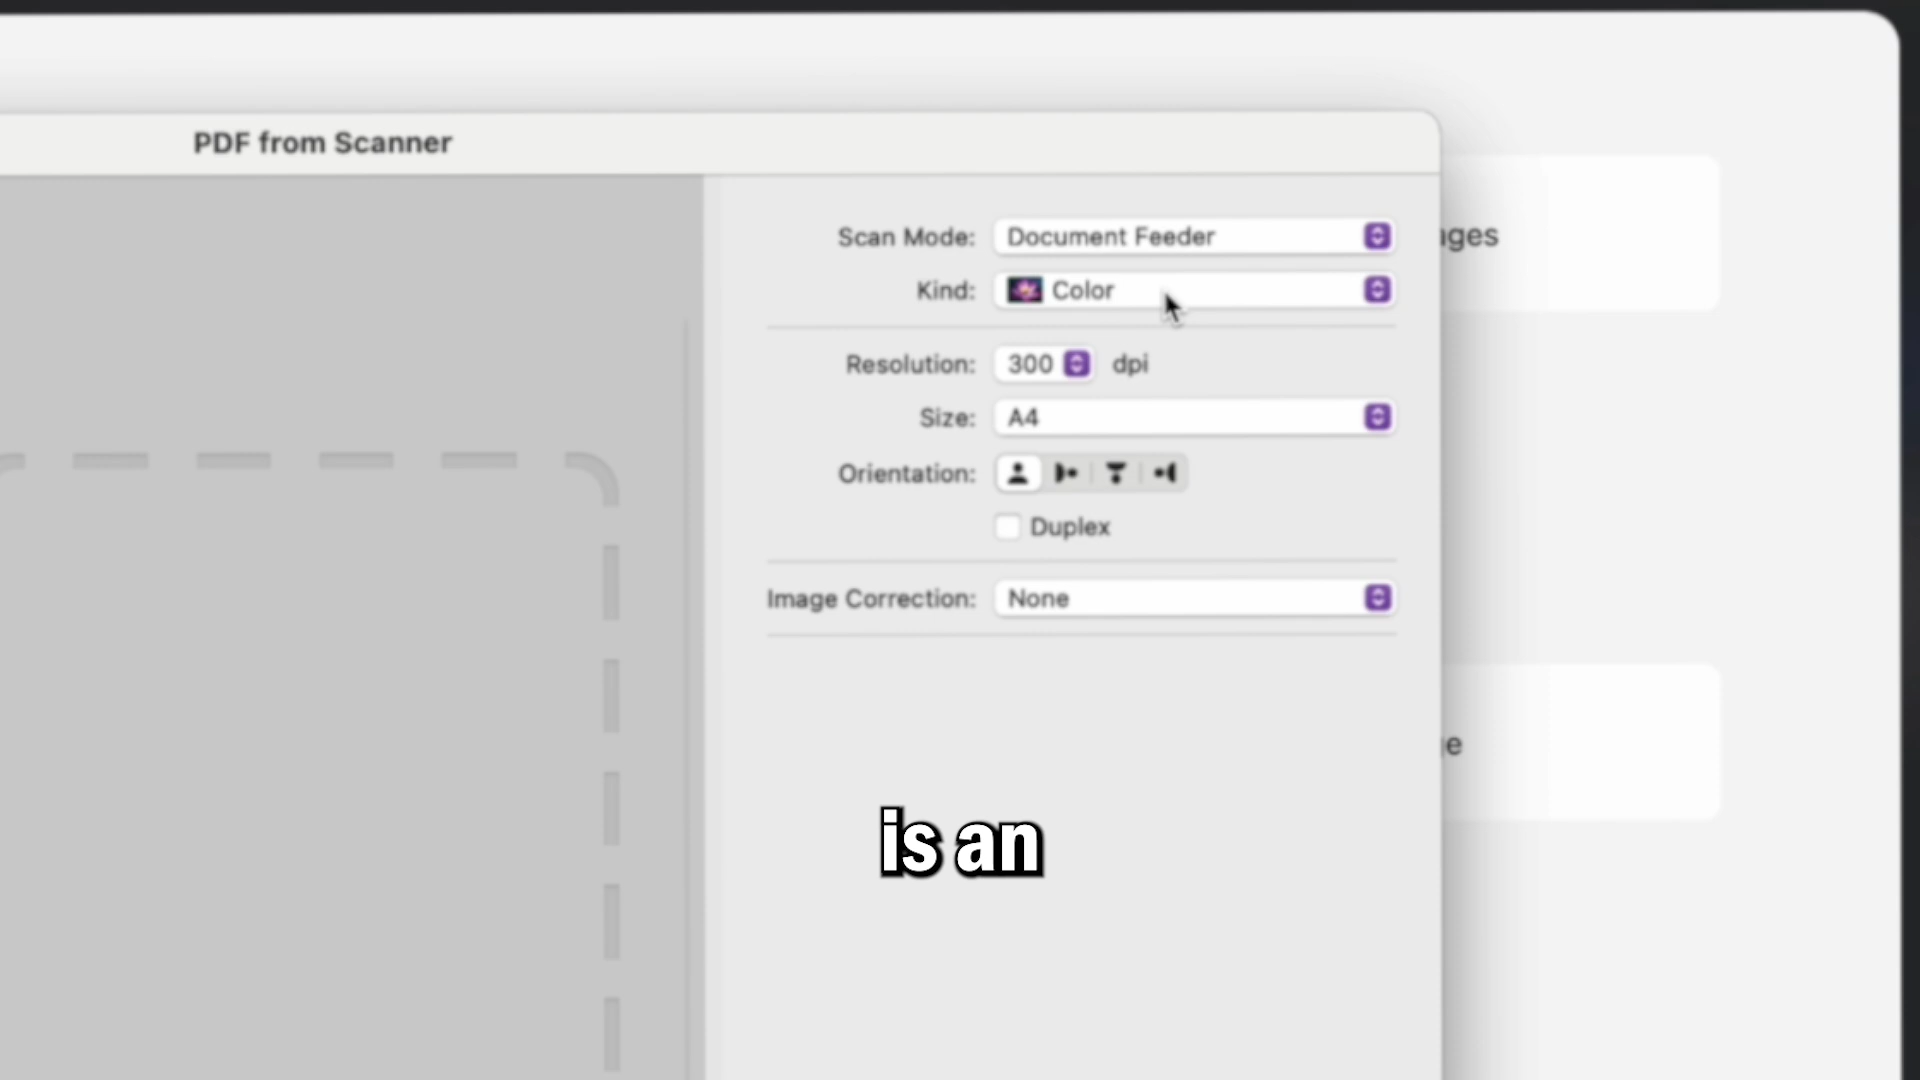 PDF from Scanner
Scan Mode: Document Feeder
ages
Kind: Color
Resolution: 300 dpi
Size: A4
Orientation:
Duplex
Image Correction: None
e
is an